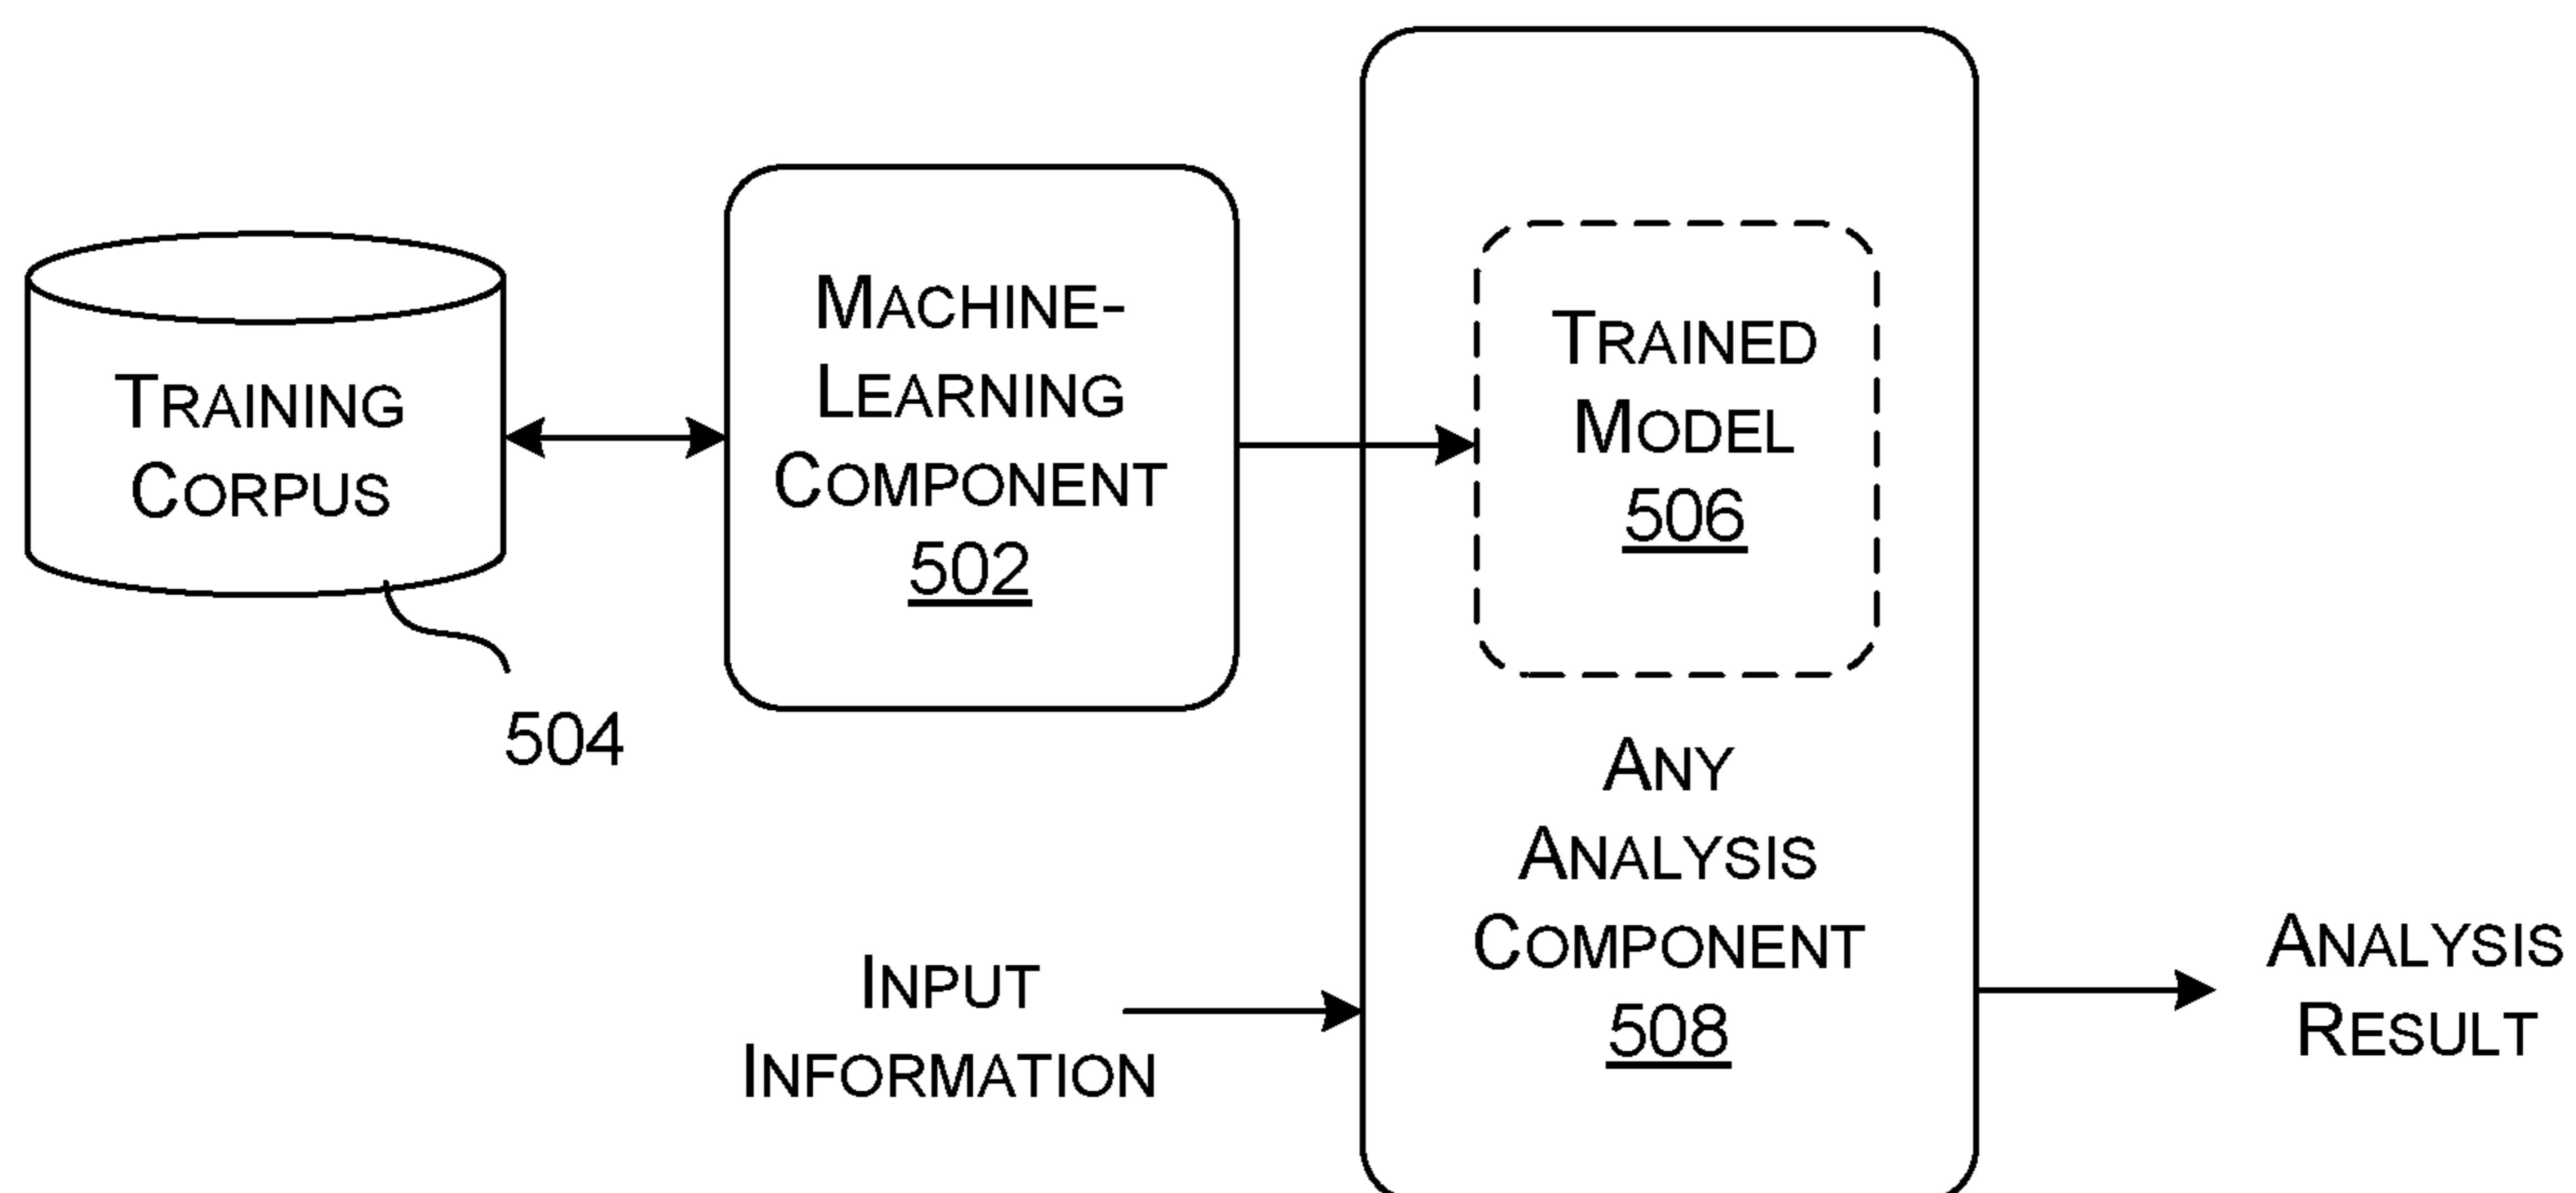 TRAINING
CORPUS
504
MACHINE-
LEARNING
COMPONENT
502
TRAINED
MODEL
506
ANY
ANALYSIS
COMPONENT
508
INPUT
INFORMATION
ANALYSIS
RESULT